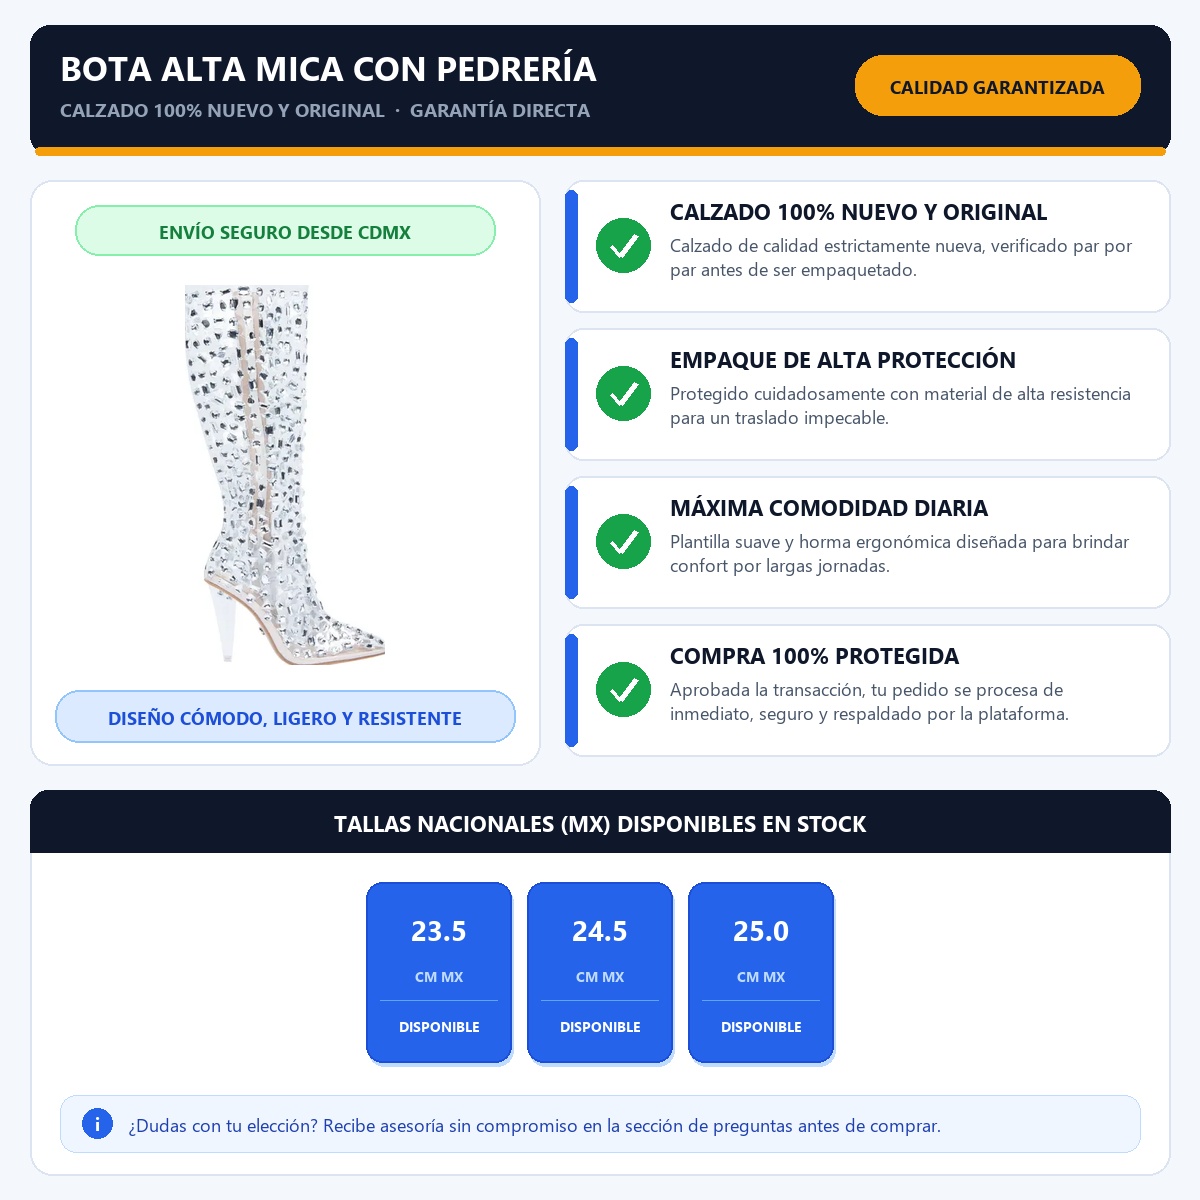 BOTA ALTA MICA CON PEDRERÍA
CALZADO 100% NUEVO Y ORIGINAL · GARANTÍA DIRECTA
CALIDAD GARANTIZADA
ENVÍO SEGURO DESDE CDMX
DISEÑO CÓMODO, LIGERO Y RESISTENTE
CALZADO 100% NUEVO Y ORIGINAL
Calzado de calidad estrictamente nueva, verificado par por
par antes de ser empaquetado.
EMPAQUE DE ALTA PROTECCIÓN
Protegido cuidadosamente con material de alta resistencia
para un traslado impecable.
MÁXIMA COMODIDAD DIARIA
Plantilla suave y horma ergonómica diseñada para brindar
confort por largas jornadas.
COMPRA 100% PROTEGIDA
Aprobada la transacción, tu pedido se procesa de
inmediato, seguro y respaldado por la plataforma.
TALLAS NACIONALES (MX) DISPONIBLES EN STOCK
23.5
CM MX
DISPONIBLE
24.5
CM MX
DISPONIBLE
25.0
CM MX
DISPONIBLE
¿Dudas con tu elección? Recibe asesoría sin compromiso en la sección de preguntas antes de comprar.